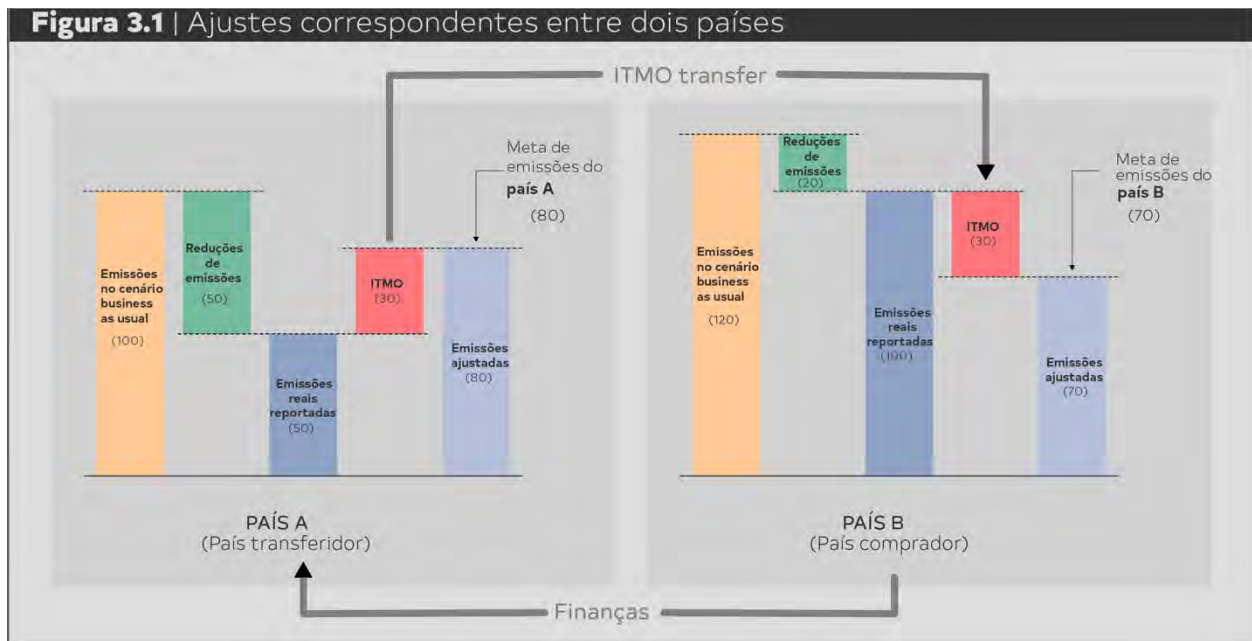 Figura 3.1 | Ajustes correspondentes entre dois países
ITMO transfer
Emissões
no cenário
business
as usual
(100)
Reduções
de
emissões
(50)
Emissões
reais
reportadas
(50)
ITMO
(30)
Emissões
ajustadas
(80)
Meta de
emissões do
país A
(80)
PAÍS A
(País transferidor)
Emissões
no cenário
business
as usual
(120)
Reduções
de
emissões
(20)
Emissões
reais
reportadas
(100)
ITMO
(30)
Emissões
ajustadas
(70)
Meta de
emissões do
país B
(70)
PAÍS B
(País comprador)
Finanças